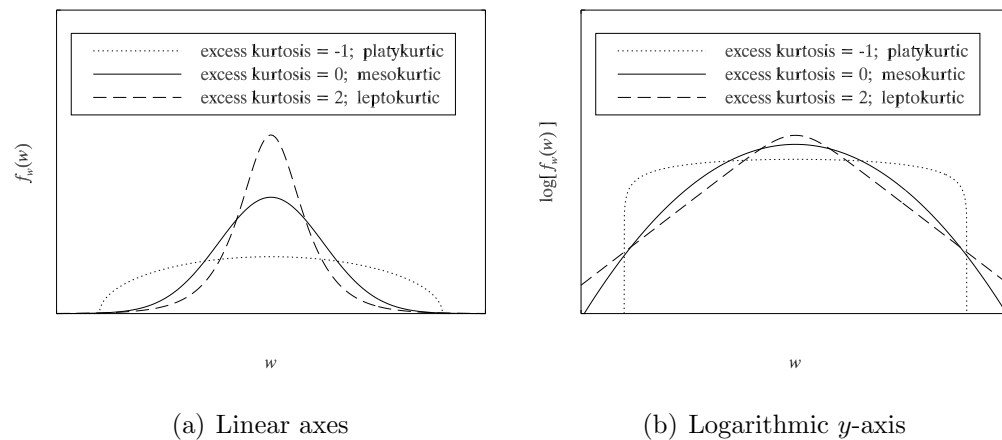 excess kurtosis = -1; platykurtic
excess kurtosis = 0; mesokurtic
excess kurtosis = 2; leptokurtic
f_w(w)
w
(a) Linear axes
excess kurtosis = -1; platykurtic
excess kurtosis = 0; mesokurtic
excess kurtosis = 2; leptokurtic
log[f_w(w) ]
w
(b) Logarithmic y-axis